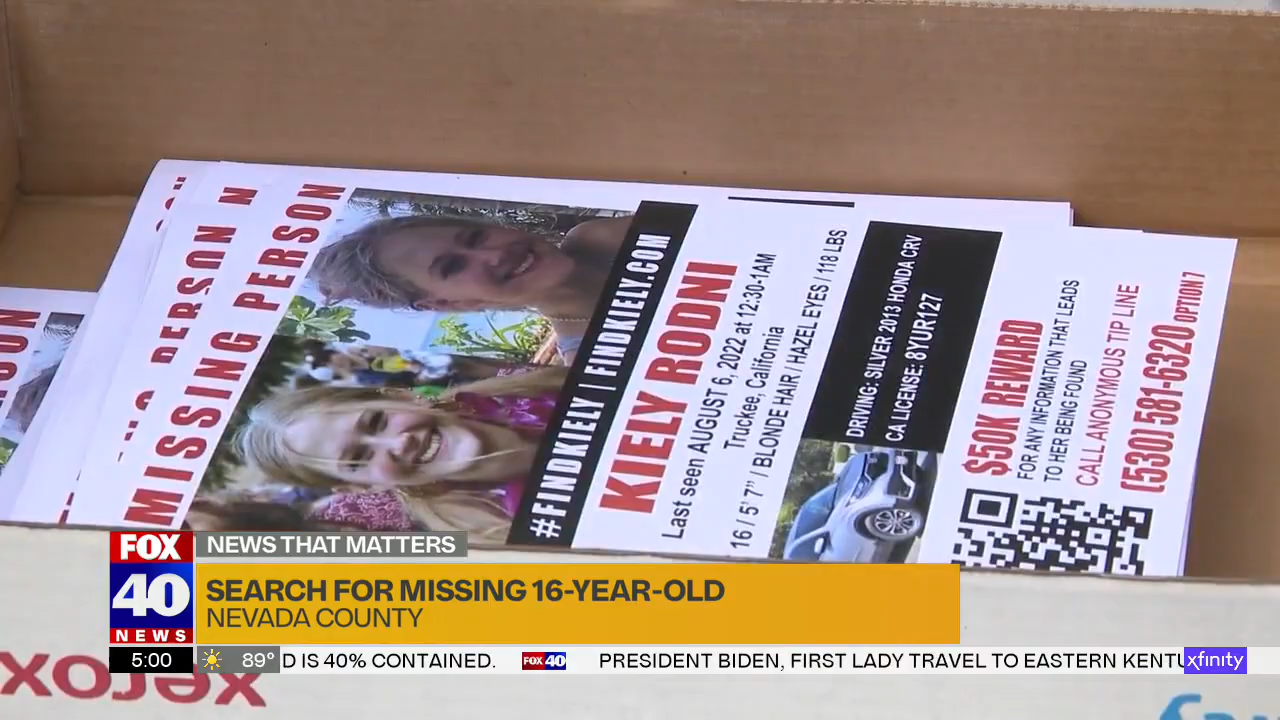 MISSING PERSON
#FINDKIELY | FINDKIELY.COM
KIELY RODNI
Last seen AUGUST 6, 2022 at 12:30-1AM
Truckee, California
16 / 5' 7" / BLONDE HAIR / HAZEL EYES / 118 LBS
DRIVING: SILVER 2013 HONDA CRV
CA LICENSE: 8YUR127
$50K REWARD
FOR ANY INFORMATION THAT LEADS
TO HER BEING FOUND
CALL ANONYMOUS TIP LINE
(530) 581-6320 OPTION 7
PERSON
FOX
40
NEWS
NEWS THAT MATTERS
SEARCH FOR MISSING 16-YEAR-OLD
NEVADA COUNTY
5:00
89°
D IS 40% CONTAINED.
FOX 40
PRESIDENT BIDEN, FIRST LADY TRAVEL TO EASTERN KENTU
xfinity
xerox